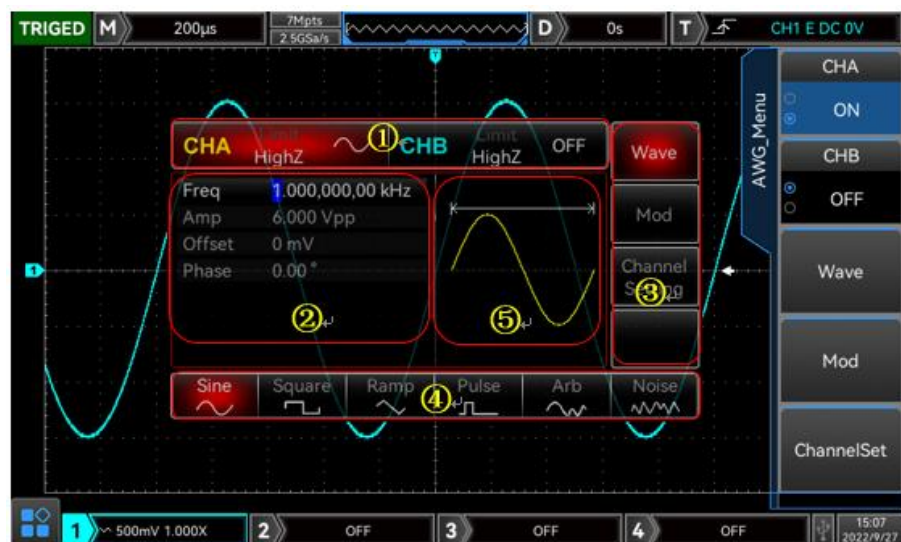 TRIGED M 200μs 7Mpts 2.5GSa/s D 0s T CH1 E DC 0V
T
AWG_Menu
CHA
ON
CHB
OFF
Wave
Mod
ChannelSet
CHA Limit HighZ ① CHB Limit HighZ OFF
Freq 1.000,000,00 kHz
Amp 6.000 Vpp
Offset 0 mV
Phase 0.00°
②
⑤
Wave
Mod
Channel
Setting
③
Sine Square Ramp Pulse Arb Noise
④
1
1 500mV 1.000X 2 OFF 3 OFF 4 OFF 15:07
2022/9/27